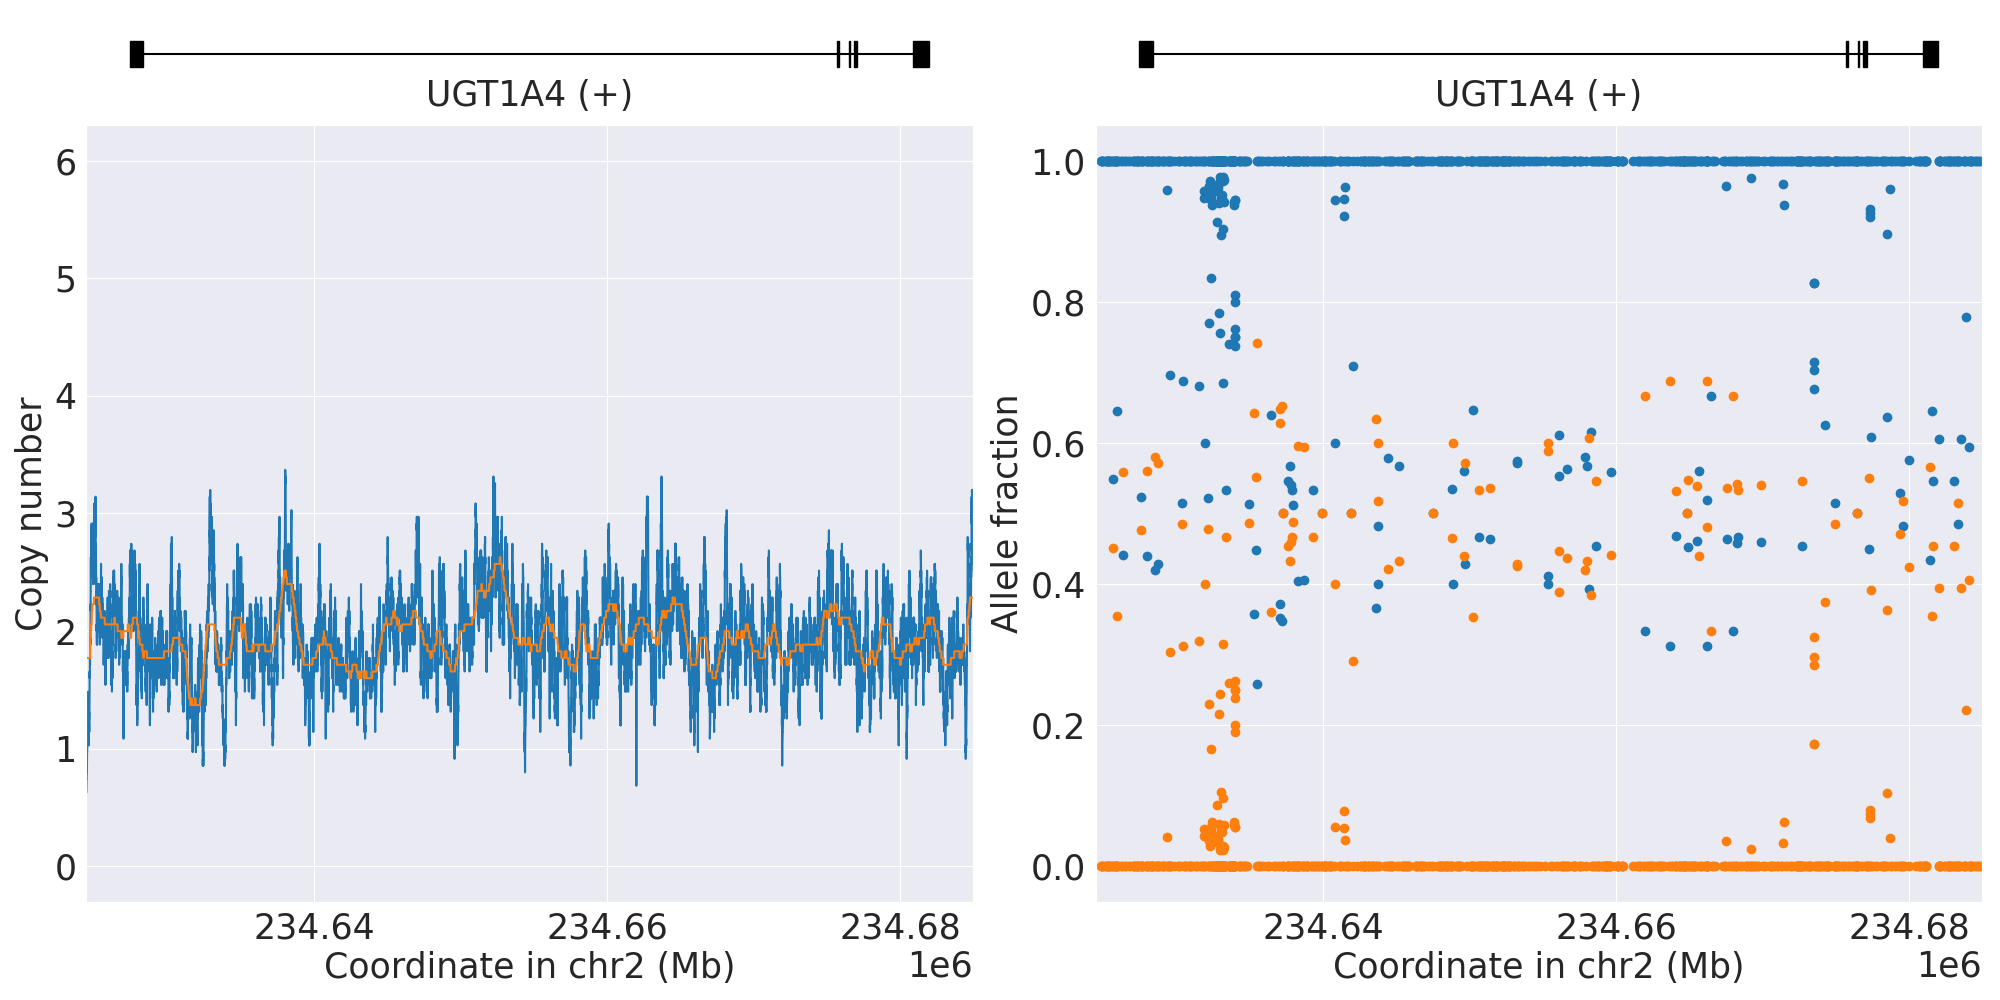 UGT1A4 (+)
Copy number
6
5
4
3
2
1
0
234.64 234.66 234.68
Coordinate in chr2 (Mb)
1e6
UGT1A4 (+)
Allele fraction
1.0
0.8
0.6
0.4
0.2
0.0
234.64 234.66 234.68
Coordinate in chr2 (Mb)
1e6